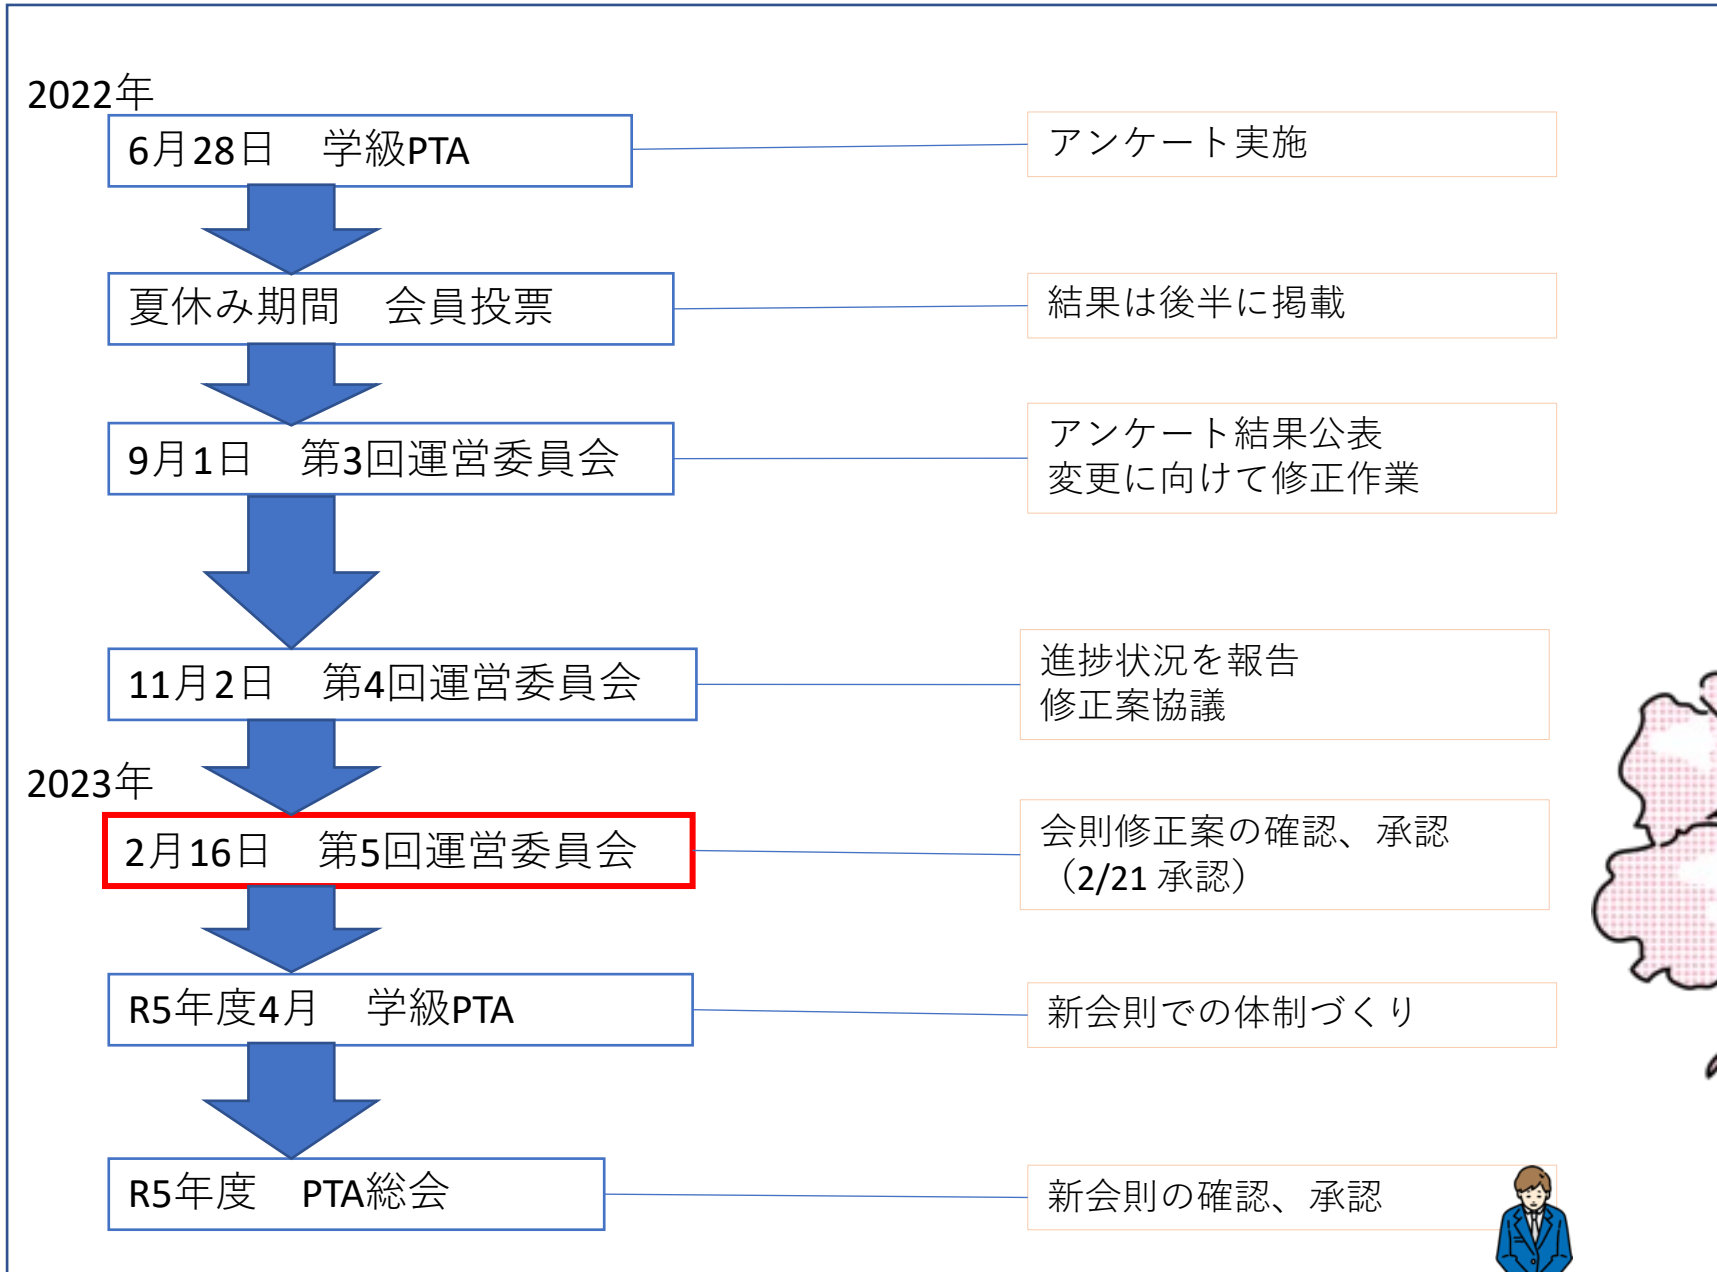 2022年
6月28日　学級PTA
アンケート実施
夏休み期間　会員投票
結果は後半に掲載
9月1日　第3回運営委員会
アンケート結果公表
変更に向けて修正作業
11月2日　第4回運営委員会
進捗状況を報告
修正案協議
2023年
2月16日　第5回運営委員会
会則修正案の確認、承認
（2/21 承認）
R5年度4月　学級PTA
新会則での体制づくり
R5年度　PTA総会
新会則の確認、承認